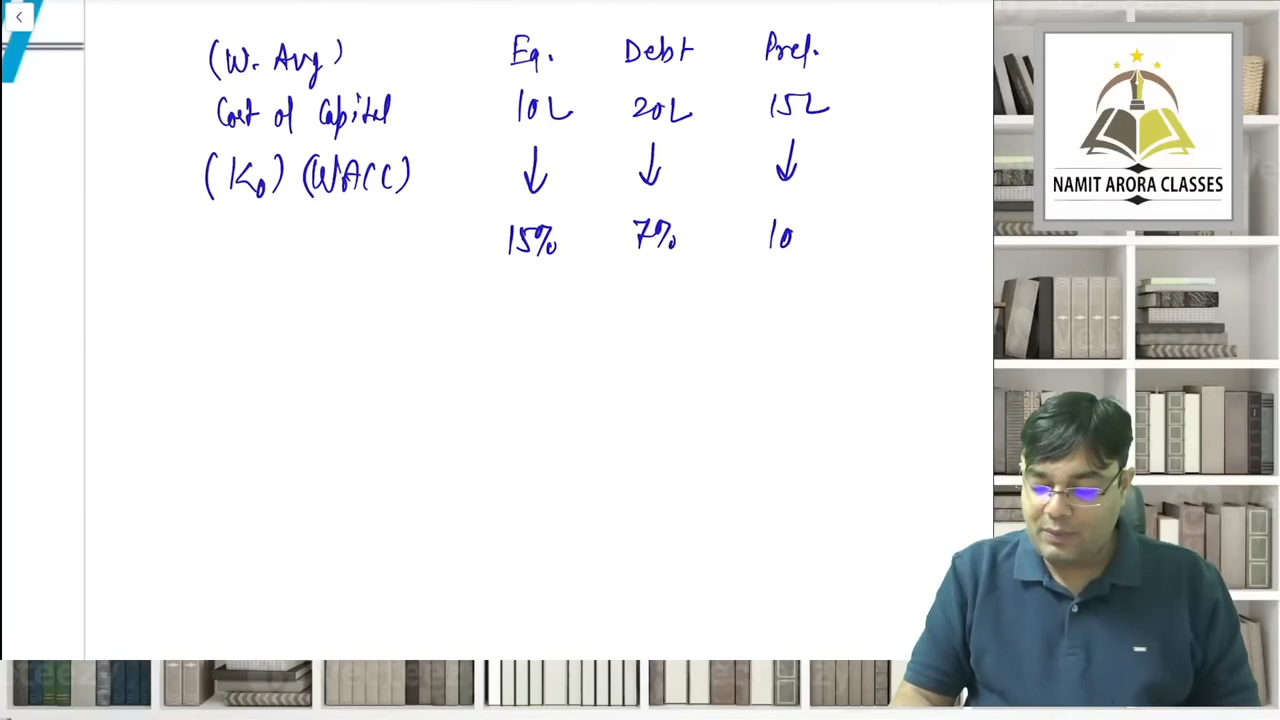 (W. Avg) Eq. Debt Pref.
Cost of Capital 10L 20L 15L
(K₀) (WACC)
15% 7% 10
NAMIT ARORA CLASSES